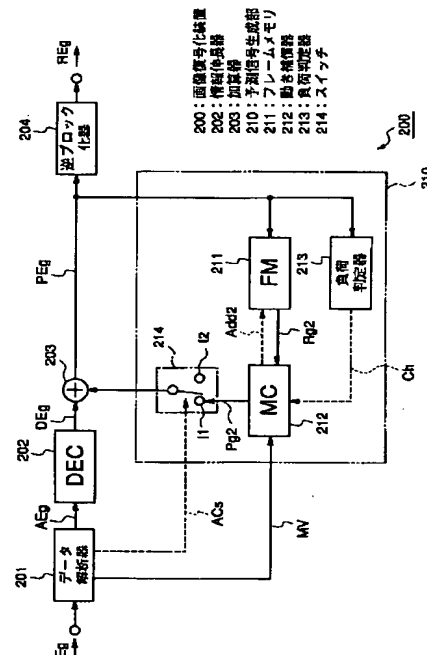 200：画像復号化装置
202：情報伸長器
203：加算器
210：予測信号生成部
211：フレームメモリ
212：動き補償器
213：負荷判定器
214：スイッチ
200
204
逆ブロック
化器
REg
PEg
210
203
DEg
202
DEC
AEg
201
データ
解析器
Eg
214
I2
I1
ACs
Pg2
MC
212
MV
Add2
Rg2
211
FM
213
負荷
判定器
Ch